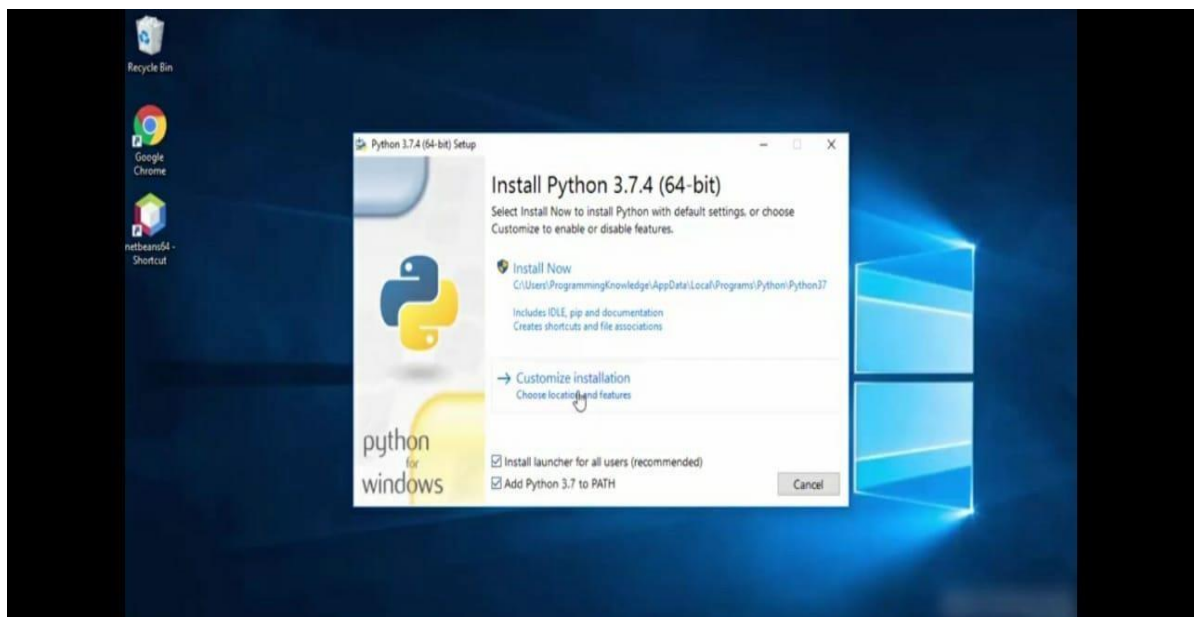 Recycle Bin
Google
Chrome
netbeans64 -
Shortcut
Python 3.7.4 (64-bit) Setup
Install Python 3.7.4 (64-bit)
Select Install Now to install Python with default settings, or choose
Customize to enable or disable features.
Install Now
C:\Users\ProgrammingKnowledge\AppData\Local\Programs\Python\Python37
Includes IDLE, pip and documentation
Creates shortcuts and file associations
Customize installation
Choose location and features
python
for
windows
Install launcher for all users (recommended)
Add Python 3.7 to PATH
Cancel